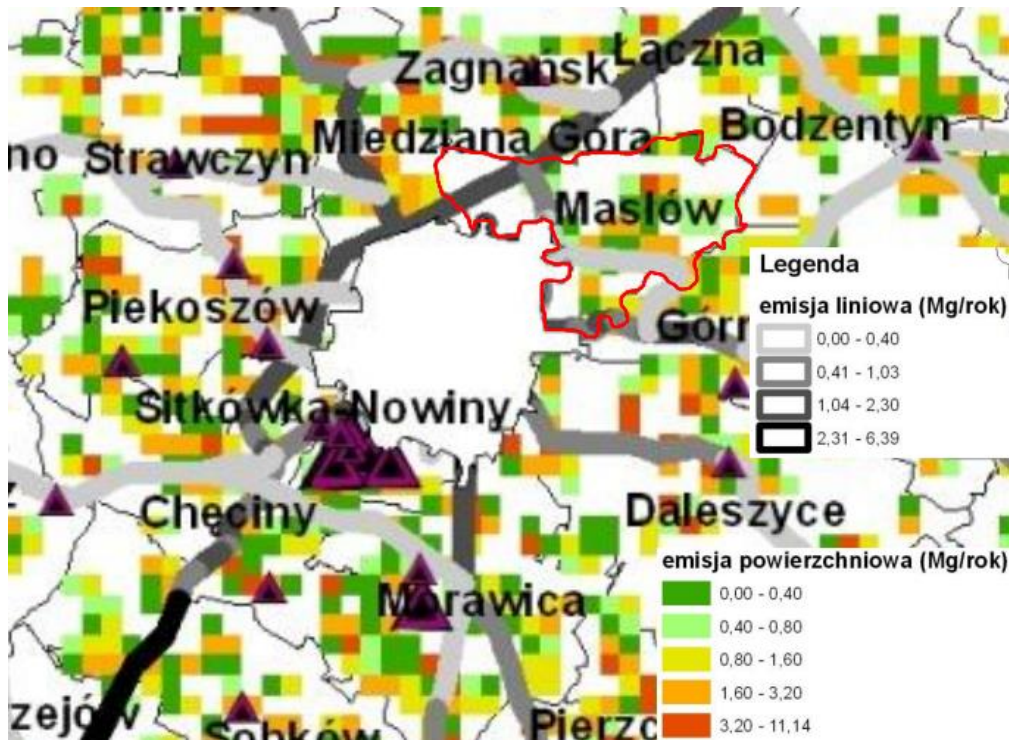 Łączna
Zagnańsk
Bodzentyn
Miedziana Góra
no
Strawczyn
Masłów
Legenda
emisja liniowa (Mg/rok)
0,00 - 0,40
0,41 - 1,03
1,04 - 2,30
2,31 - 6,39
Piekoszów
Górn
Sitkówka-Nowiny
Chęciny
Daleszyce
emisja powierzchniowa (Mg/rok)
0,00 - 0,40
0,40 - 0,80
0,80 - 1,60
1,60 - 3,20
3,20 - 11,14
Morawica
zejów
Sobków
Pierzc